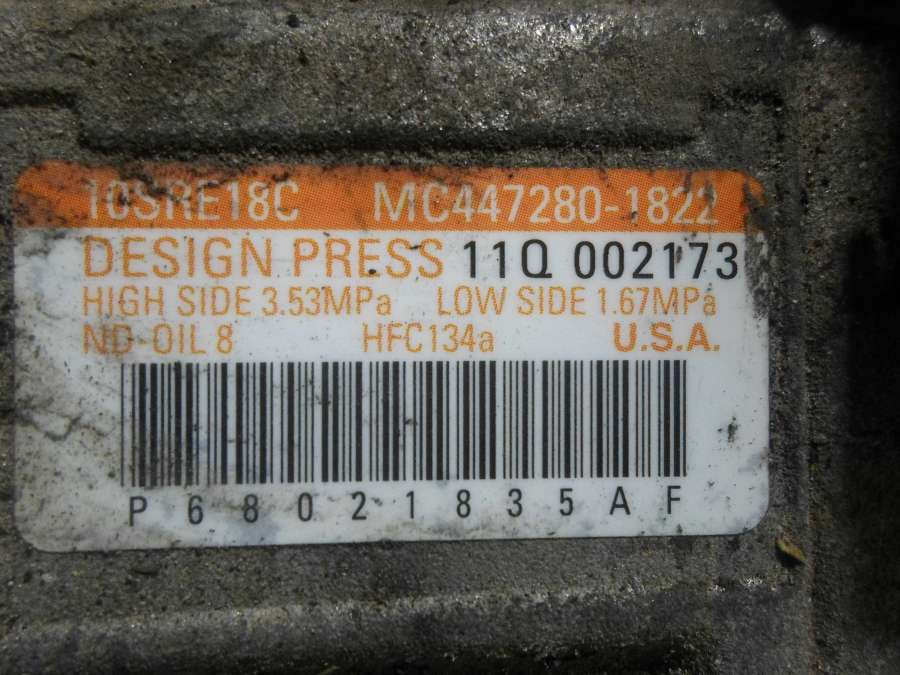 10SRE18C MC447280-1822
DESIGN PRESS 11Q 002173
HIGH SIDE 3.53MPa LOW SIDE 1.67MPa
ND-OIL 8 HFC134a U.S.A.
P68021835AF